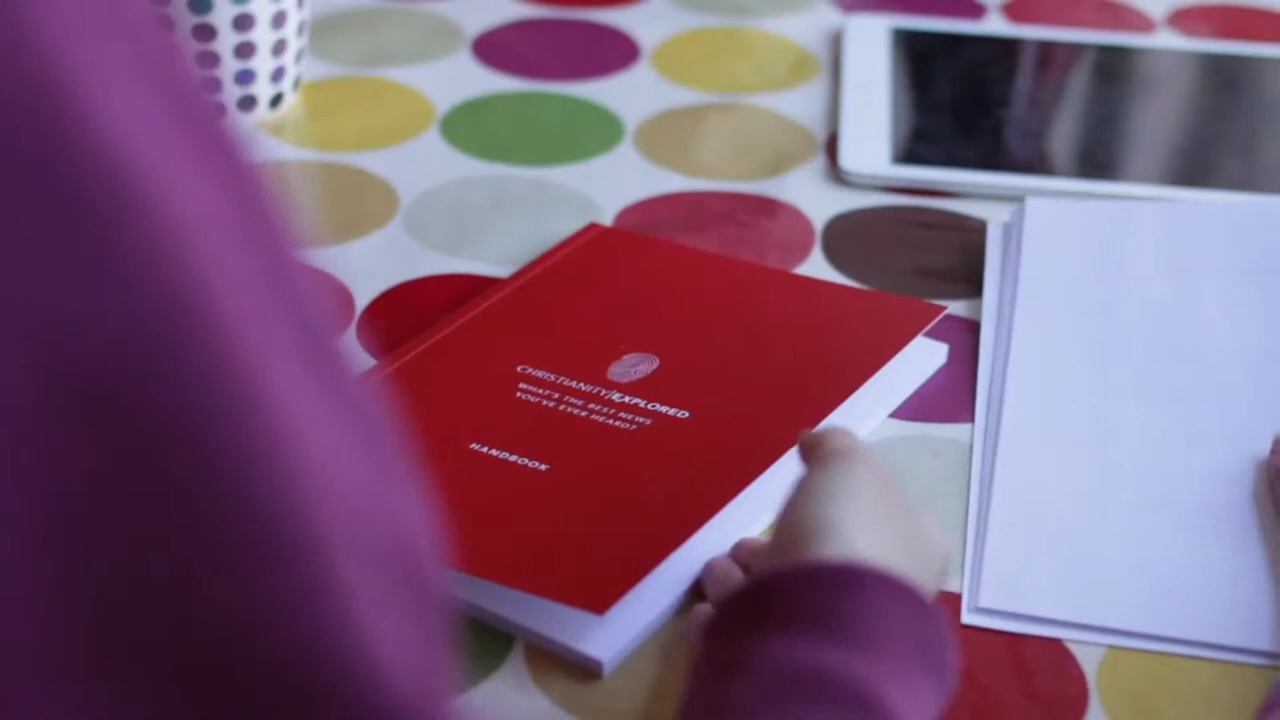 CHRISTIANITY|EXPLORED
WHAT'S THE BEST NEWS
YOU'VE EVER HEARD?
HANDBOOK